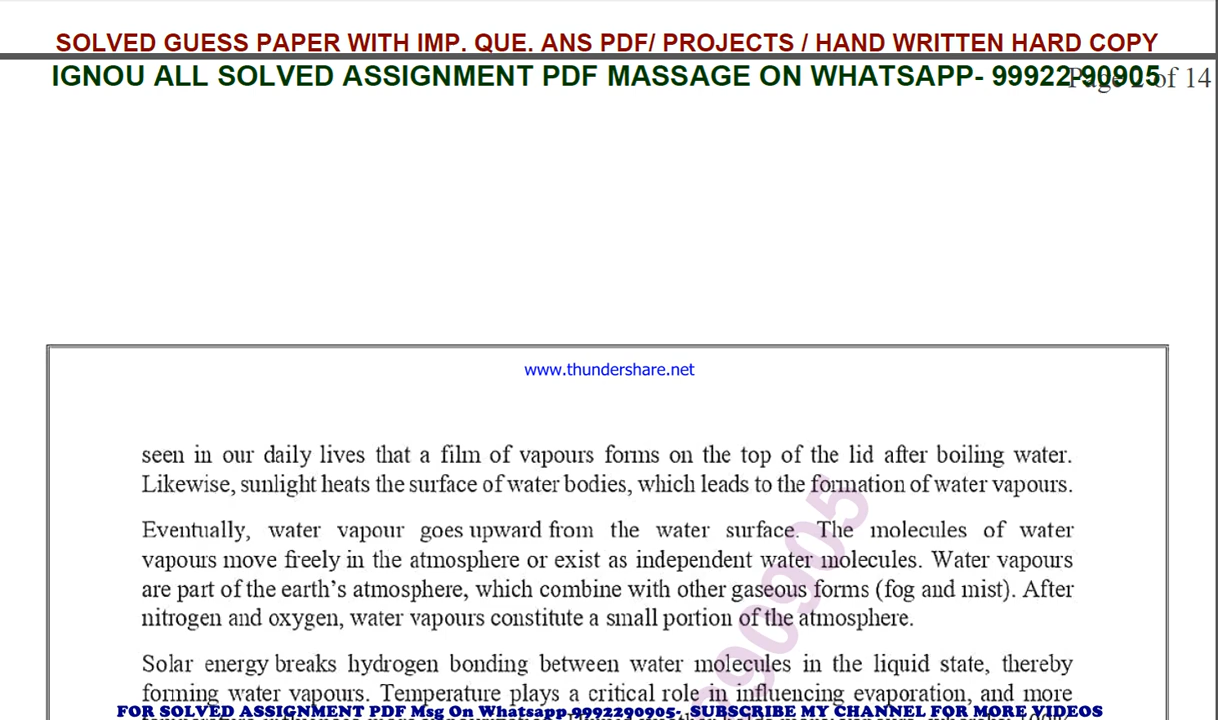 SOLVED GUESS PAPER WITH IMP. QUE. ANS PDF/ PROJECTS / HAND WRITTEN HARD COPY
IGNOU ALL SOLVED ASSIGNMENT PDF MASSAGE ON WHATSAPP- 9992290905
Page 2 of 14
www.thundershare.net
seen in our daily lives that a film of vapours forms on the top of the lid after boiling water.
Likewise, sunlight heats the surface of water bodies, which leads to the formation of water vapours.
Eventually, water vapour goes upward from the water surface. The molecules of water
vapours move freely in the atmosphere or exist as independent water molecules. Water vapours
are part of the earth's atmosphere, which combine with other gaseous forms (fog and mist). After
nitrogen and oxygen, water vapours constitute a small portion of the atmosphere.
Solar energy breaks hydrogen bonding between water molecules in the liquid state, thereby
forming water vapours. Temperature plays a critical role in influencing evaporation, and more
FOR SOLVED ASSIGNMENT PDF Msg On Whatsapp 9992290905- SUBSCRIBE MY CHANNEL FOR MORE VIDEOS